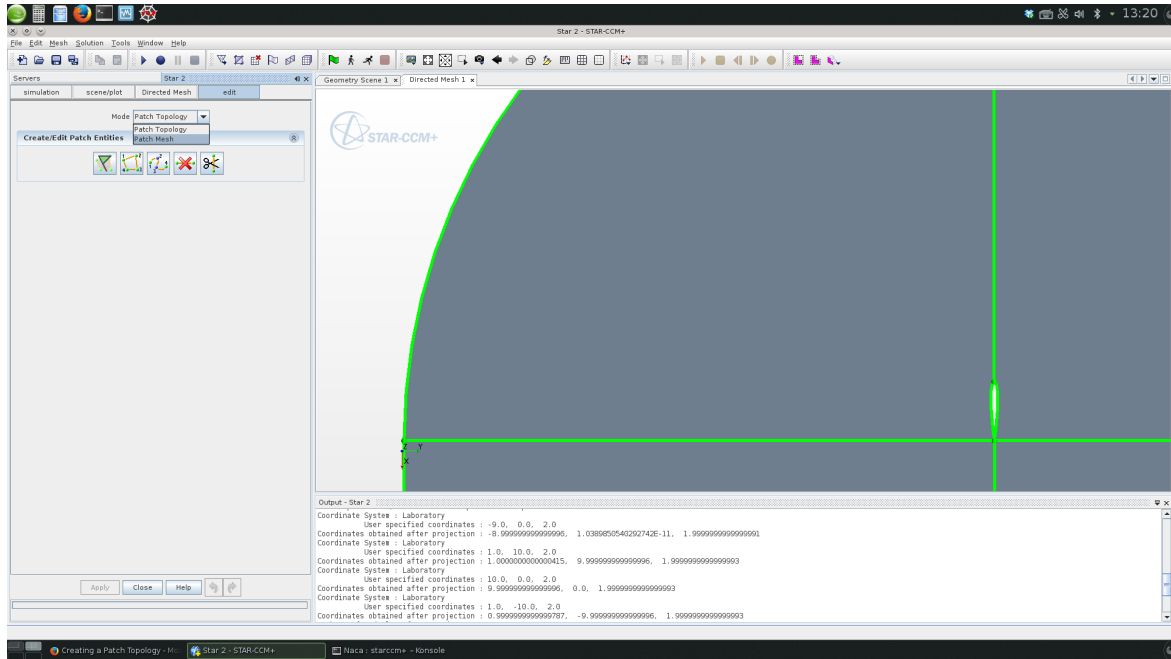 13:20
Star 2 - STAR-CCM+
File Edit Mesh Solution Tools Window Help
Servers
Star 2
simulation
scene/plot
Directed Mesh
edit
Mode
Patch Topology
Patch Topology
Patch Mesh
Create/Edit Patch Entities
Apply
Close
Help
Geometry Scene 1
Directed Mesh 1
STAR-CCM+
Z Y
X
Output - Star 2
Coordinate System : Laboratory
User specified coordinates : -9.0, 0.0, 2.0
Coordinates obtained after projection : -8.999999999999996, 1.0389850540292742E-11, 1.9999999999999991
Coordinate System : Laboratory
User specified coordinates : 1.0, 10.0, 2.0
Coordinates obtained after projection : 1.0000000000000415, 9.999999999999996, 1.9999999999999993
Coordinate System : Laboratory
User specified coordinates : 10.0, 0.0, 2.0
Coordinates obtained after projection : 9.999999999999996, 0.0, 1.9999999999999993
Coordinate System : Laboratory
User specified coordinates : 1.0, -10.0, 2.0
Coordinates obtained after projection : 0.9999999999999787, -9.999999999999996, 1.9999999999999993
Creating a Patch Topology - Mo
Star 2 - STAR-CCM+
Naca : starccm+ – Konsole